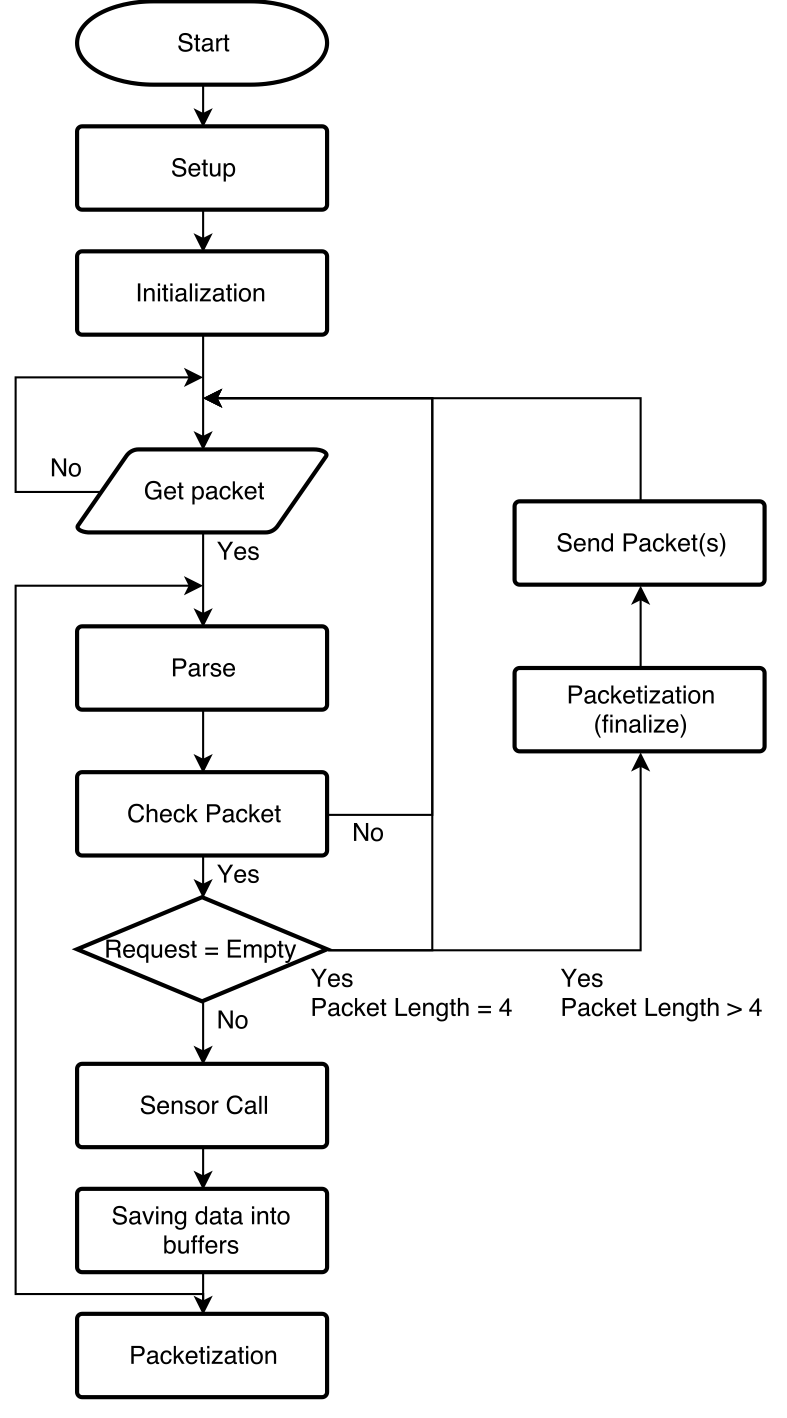 Start
Setup
Initialization
No
Get packet
Yes
Send Packet(s)
Parse
Packetization
(finalize)
Check Packet
No
Yes
Request = Empty
Yes
Packet Length = 4
Yes
Packet Length > 4
No
Sensor Call
Saving data into
buffers
Packetization